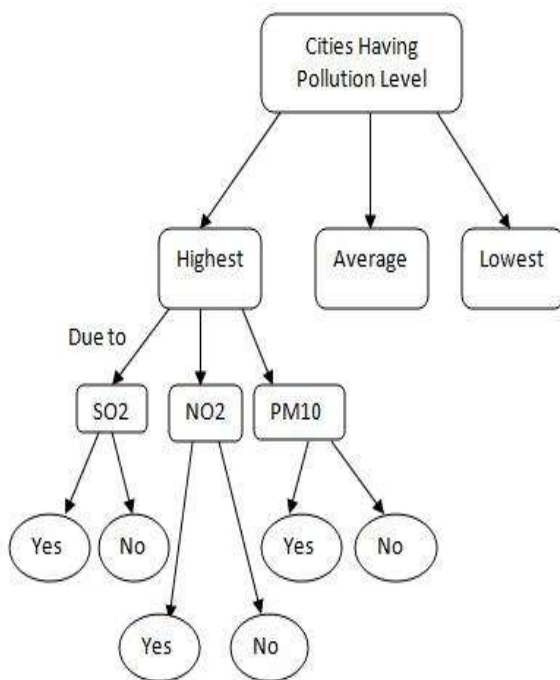 Cities Having
Pollution Level
Highest
Average
Lowest
Due to
SO2
NO2
PM10
Yes
No
Yes
No
Yes
No